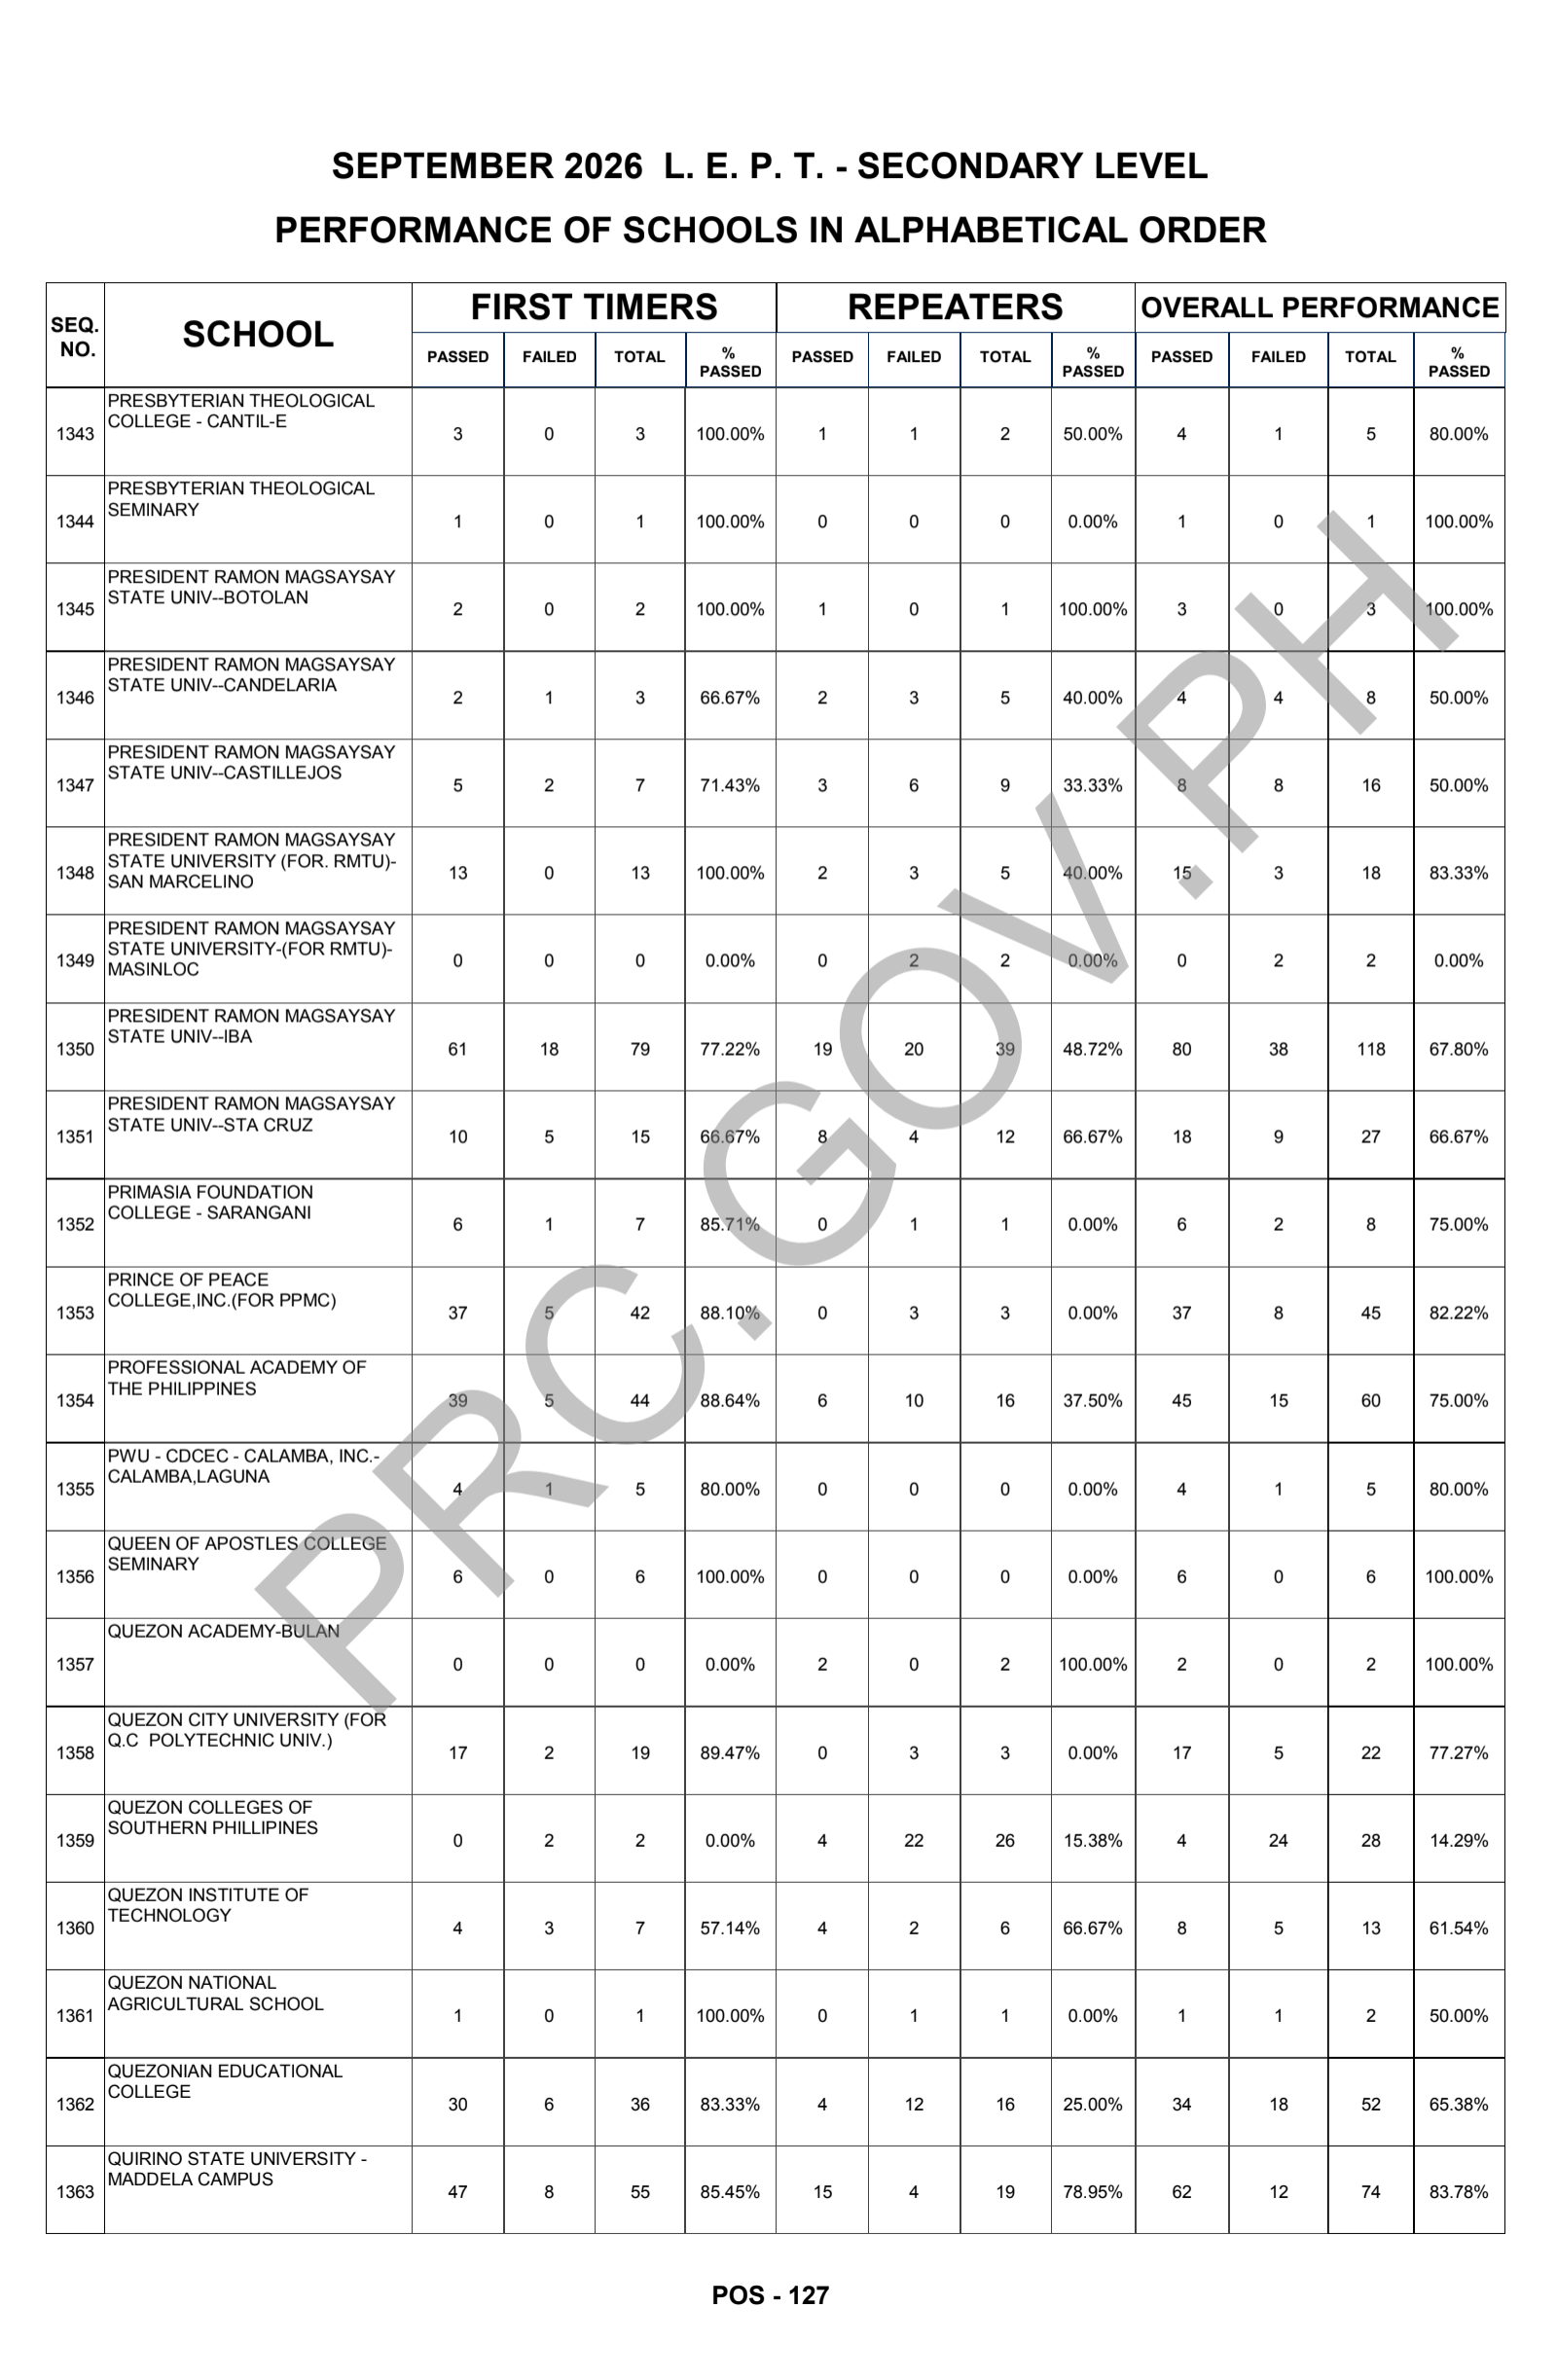 SEPTEMBER 2026 L. E. P. T. - SECONDARY LEVEL
PERFORMANCE OF SCHOOLS IN ALPHABETICAL ORDER
SEQ. NO. SCHOOL FIRST TIMERS REPEATERS OVERALL PERFORMANCE
PASSED FAILED TOTAL % PASSED PASSED FAILED TOTAL % PASSED PASSED FAILED TOTAL % PASSED
PRESBYTERIAN THEOLOGICAL
COLLEGE - CANTIL-E
1343 3 0 3 100.00% 1 1 2 50.00% 4 1 5 80.00%
PRESBYTERIAN THEOLOGICAL
SEMINARY
1344 1 0 1 100.00% 0 0 0 0.00% 1 0 1 100.00%
PRESIDENT RAMON MAGSAYSAY
STATE UNIV--BOTOLAN
1345 2 0 2 100.00% 1 0 1 100.00% 3 0 3 100.00%
PRESIDENT RAMON MAGSAYSAY
STATE UNIV--CANDELARIA
1346 2 1 3 66.67% 2 3 5 40.00% 4 4 8 50.00%
PRESIDENT RAMON MAGSAYSAY
STATE UNIV--CASTILLEJOS
1347 5 2 7 71.43% 3 6 9 33.33% 8 8 16 50.00%
PRESIDENT RAMON MAGSAYSAY
STATE UNIVERSITY (FOR. RMTU)-
SAN MARCELINO
1348 13 0 13 100.00% 2 3 5 40.00% 15 3 18 83.33%
PRESIDENT RAMON MAGSAYSAY
STATE UNIVERSITY-(FOR RMTU)-
MASINLOC
1349 0 0 0 0.00% 0 2 2 0.00% 0 2 2 0.00%
PRESIDENT RAMON MAGSAYSAY
STATE UNIV--IBA
1350 61 18 79 77.22% 19 20 39 48.72% 80 38 118 67.80%
PRESIDENT RAMON MAGSAYSAY
STATE UNIV--STA CRUZ
1351 10 5 15 66.67% 8 4 12 66.67% 18 9 27 66.67%
PRIMASIA FOUNDATION
COLLEGE - SARANGANI
1352 6 1 7 85.71% 0 1 1 0.00% 6 2 8 75.00%
PRINCE OF PEACE
COLLEGE,INC.(FOR PPMC)
1353 37 5 42 88.10% 0 3 3 0.00% 37 8 45 82.22%
PROFESSIONAL ACADEMY OF
THE PHILIPPINES
1354 39 5 44 88.64% 6 10 16 37.50% 45 15 60 75.00%
PWU - CDCEC - CALAMBA, INC.-
CALAMBA,LAGUNA
1355 4 1 5 80.00% 0 0 0 0.00% 4 1 5 80.00%
QUEEN OF APOSTLES COLLEGE
SEMINARY
1356 6 0 6 100.00% 0 0 0 0.00% 6 0 6 100.00%
QUEZON ACADEMY-BULAN
1357 0 0 0 0.00% 2 0 2 100.00% 2 0 2 100.00%
QUEZON CITY UNIVERSITY (FOR
Q.C POLYTECHNIC UNIV.)
1358 17 2 19 89.47% 0 3 3 0.00% 17 5 22 77.27%
QUEZON COLLEGES OF
SOUTHERN PHILLIPINES
1359 0 2 2 0.00% 4 22 26 15.38% 4 24 28 14.29%
QUEZON INSTITUTE OF
TECHNOLOGY
1360 4 3 7 57.14% 4 2 6 66.67% 8 5 13 61.54%
QUEZON NATIONAL
AGRICULTURAL SCHOOL
1361 1 0 1 100.00% 0 1 1 0.00% 1 1 2 50.00%
QUEZONIAN EDUCATIONAL
COLLEGE
1362 30 6 36 83.33% 4 12 16 25.00% 34 18 52 65.38%
QUIRINO STATE UNIVERSITY -
MADDELA CAMPUS
1363 47 8 55 85.45% 15 4 19 78.95% 62 12 74 83.78%
PRC.GOV.PH
POS - 127